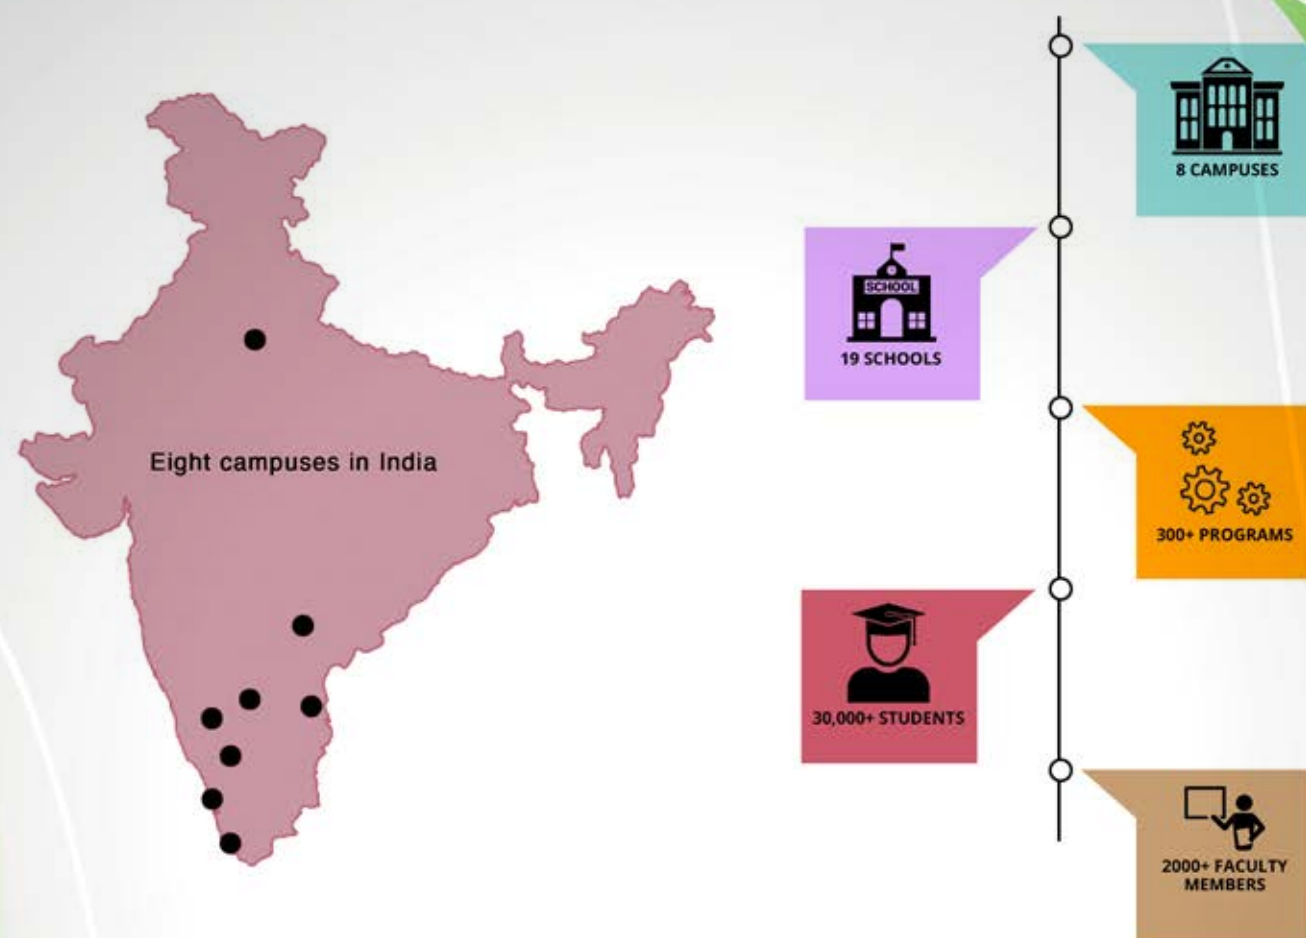 8 CAMPUSES
SCHOOL
19 SCHOOLS
Eight campuses in India
300+ PROGRAMS
30,000+ STUDENTS
2000+ FACULTY
MEMBERS